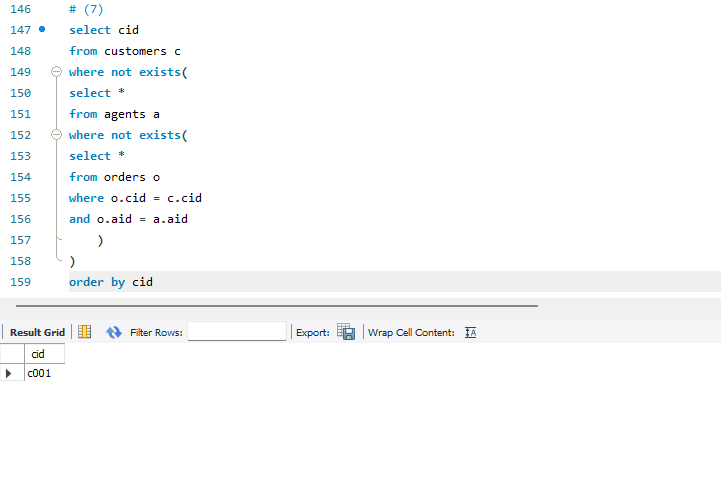 146 # (7)
147 select cid
148 from customers c
149 where not exists(
150 select *
151 from agents a
152 where not exists(
153 select *
154 from orders o
155 where o.cid = c.cid
156 and o.aid = a.aid
157 )
158 )
159 order by cid
Result Grid Filter Rows: Export: Wrap Cell Content: IA
cid
c001